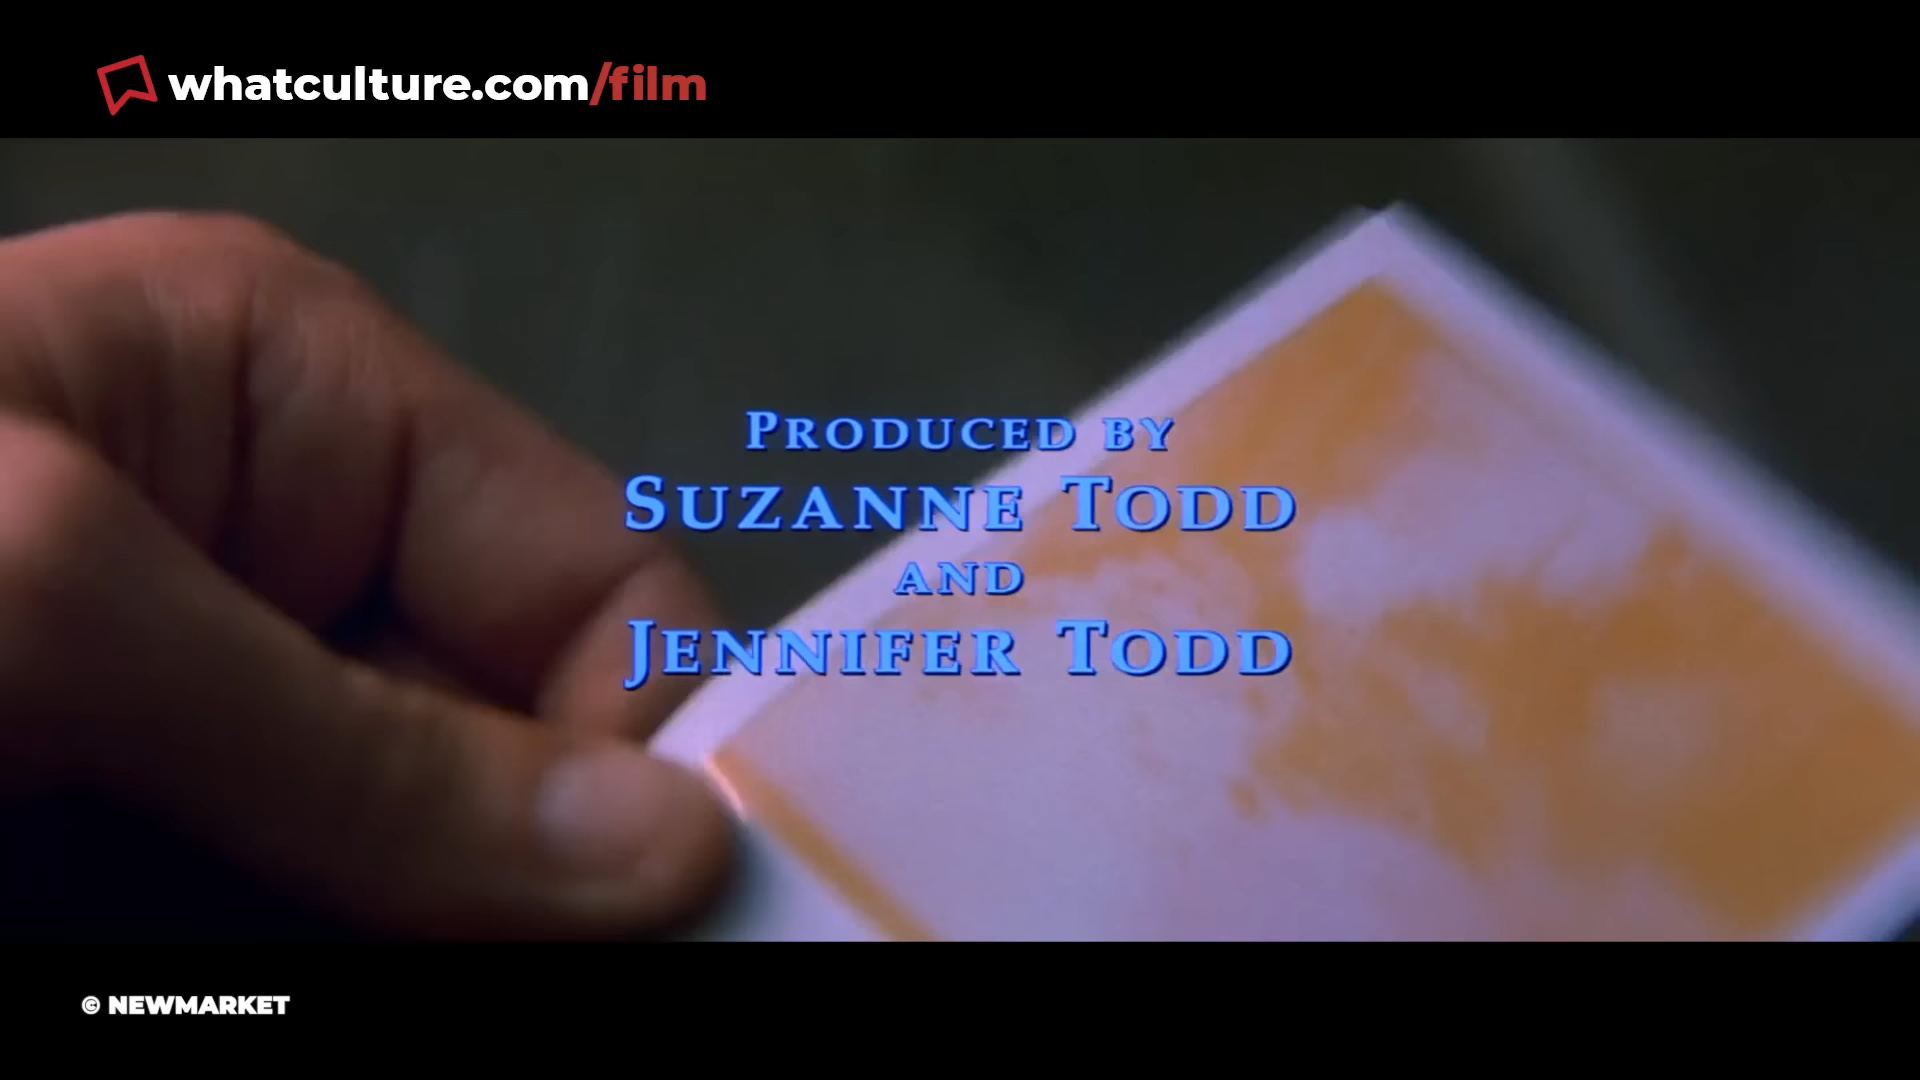 whatculture.com/film
PRODUCED BY
SUZANNE TODD
AND
JENNIFER TODD
© NEWMARKET